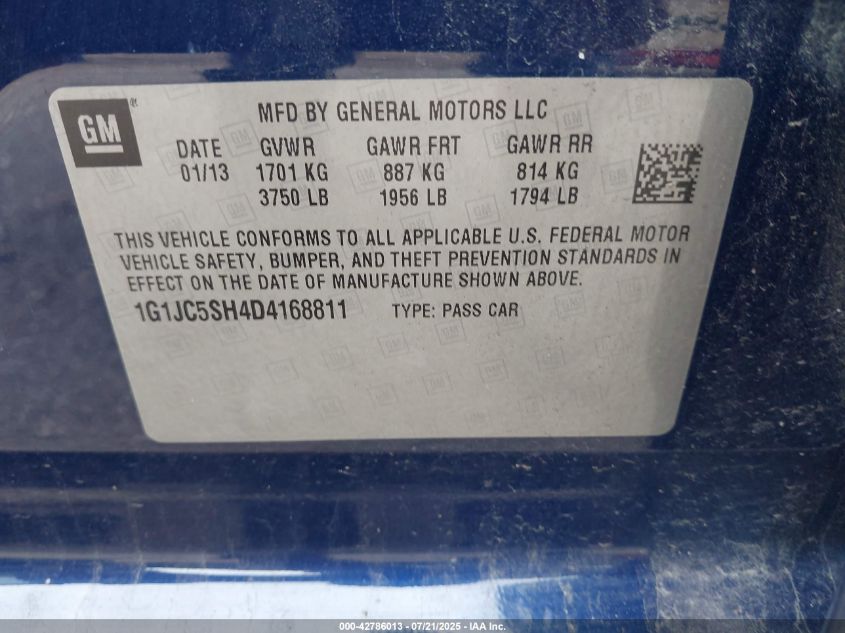 GM
MFD BY GENERAL MOTORS LLC
DATE GVWR GAWR FRT GAWR RR
01/13 1701 KG 887 KG 814 KG
3750 LB 1956 LB 1794 LB
THIS VEHICLE CONFORMS TO ALL APPLICABLE U.S. FEDERAL MOTOR
VEHICLE SAFETY, BUMPER, AND THEFT PREVENTION STANDARDS IN
EFFECT ON THE DATE OF MANUFACTURE SHOWN ABOVE.
1G1JC5SH4D4168811 TYPE: PASS CAR
000-42786013 - 07/21/2025 - IAA Inc.